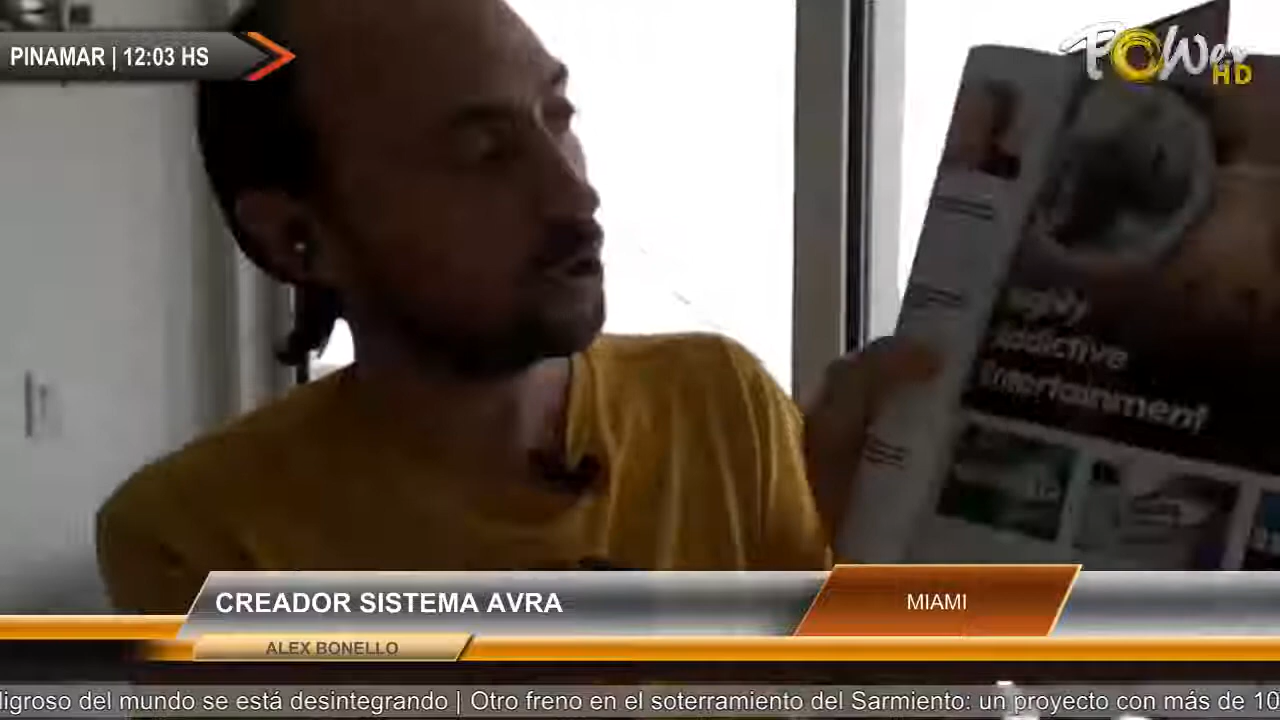 PINAMAR | 12:03 HS
POWer
HD
Highly
Addictive
Entertainment
CREADOR SISTEMA AVRA
MIAMI
ALEX BONELLO
ligroso del mundo se está desintegrando | Otro freno en el soterramiento del Sarmiento: un proyecto con más de 10